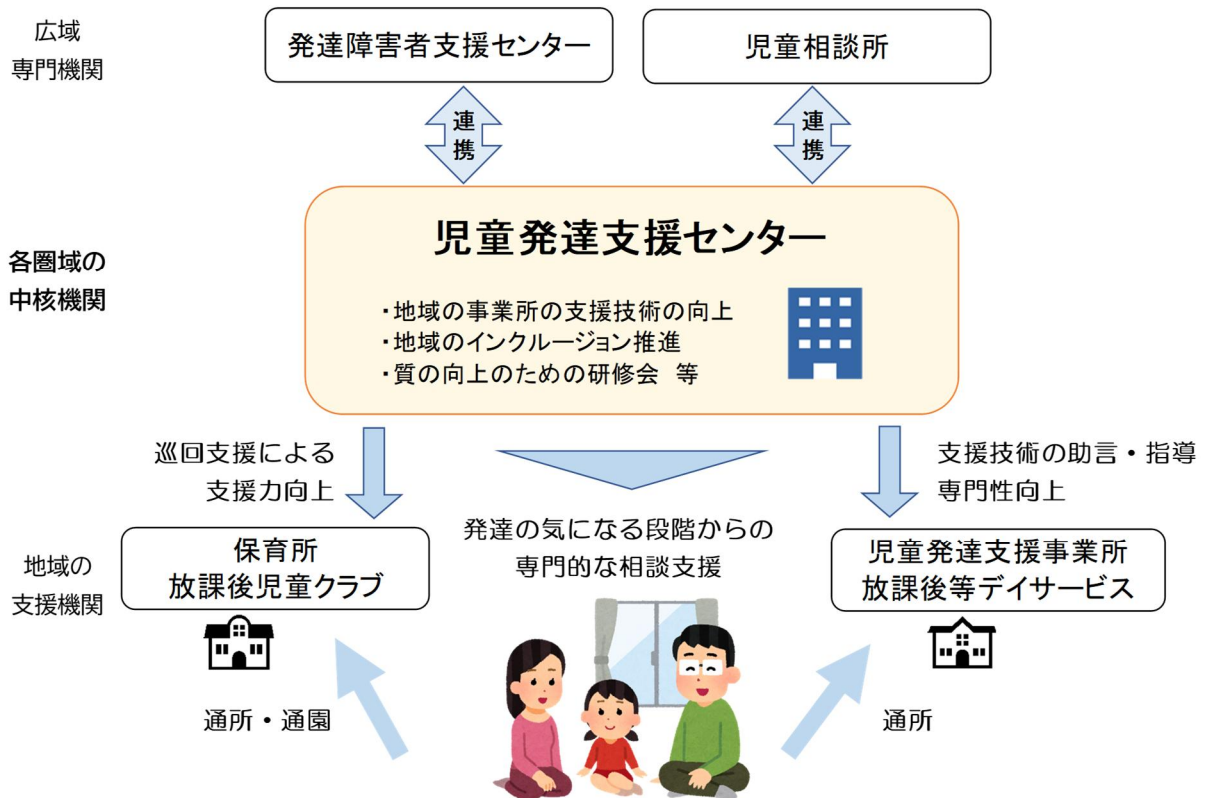 広域
専門機関
発達障害者支援センター
児童相談所
連
携
連
携
各圏域の
中核機関
児童発達支援センター
・地域の事業所の支援技術の向上
・地域のインクルージョン推進
・質の向上のための研修会 等
巡回支援による
支援力向上
支援技術の助言・指導
専門性向上
発達の気になる段階からの
専門的な相談支援
地域の
支援機関
保育所
放課後児童クラブ
児童発達支援事業所
放課後等デイサービス
通所・通園
通所